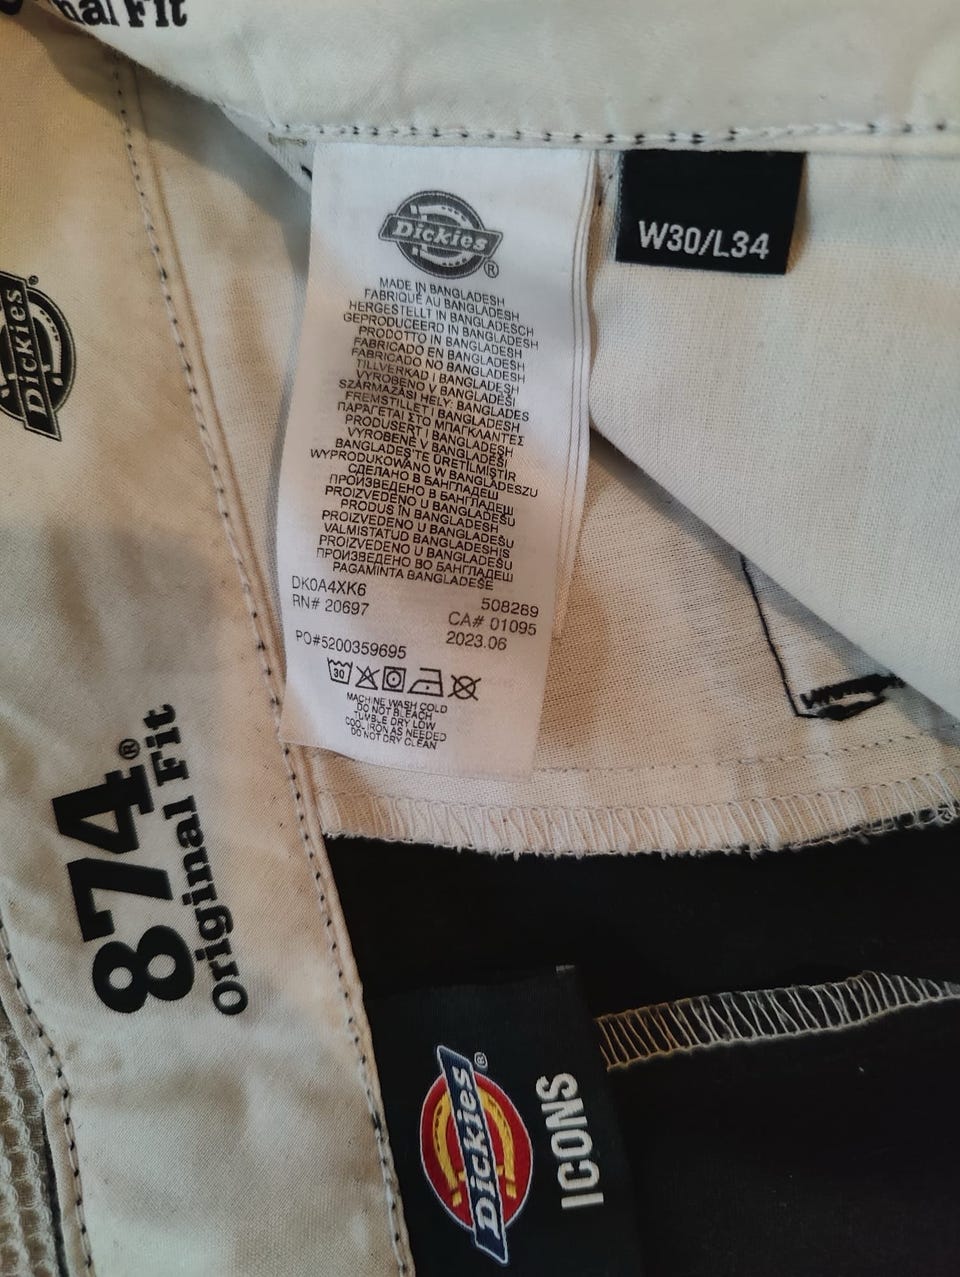 nal Fit
Dickies®
MADE IN BANGLADESH
FABRIQUÉ AU BANGLADESH
HERGESTELLT IN BANGLADESCH
GEPRODUCEERD IN BANGLADESH
PRODOTTO IN BANGLADESH
FABRICADO EN BANGLADESH
FABRICADO NO BANGLADESH
TILLVERKAD I BANGLADESH
VYROBENO V BANGLADÉŠI
SZÁRMAZÁSI HELY: BANGLADES
FREMSTILLET I BANGLADESH
ΠΑΡΑΓΕΤΑΙ ΣΤΟ ΜΠΑΓΚΛΑΝΤΕΣ
PRODUSERT I BANGLADESH
VYROBENÉ V BANGLADÉŠI
BANGLADEŞ'TE ÜRETİLMİŞTİR
WYPRODUKOWANO W BANGLADESZU
СДЕЛАНО В БАНГЛАДЕШ
ПРОИЗВЕДЕНО В БАНГЛАДЕШ
PROIZVEDENO U BANGLADEŠU
PRODUS ÎN BANGLADESH
PROIZVEDENO U BANGLADEŠU
VALMISTATUD BANGLADESHIS
PROIZVEDENO U BANGLADEŠU
ПРОИЗВЕДЕНО ВО БАНГЛАДЕШ
PAGAMINTA BANGLADEŠE
DK0A4XK6 508289
RN# 20697 CA# 01095
2023.06
PO#5200359695
30
MACHINE WASH COLD
DO NOT BLEACH
TUMBLE DRY LOW
COOL IRON AS NEEDED
DO NOT DRY CLEAN
W30/L34
Dickies®
874®
original Fit
Dickies®
ICONS